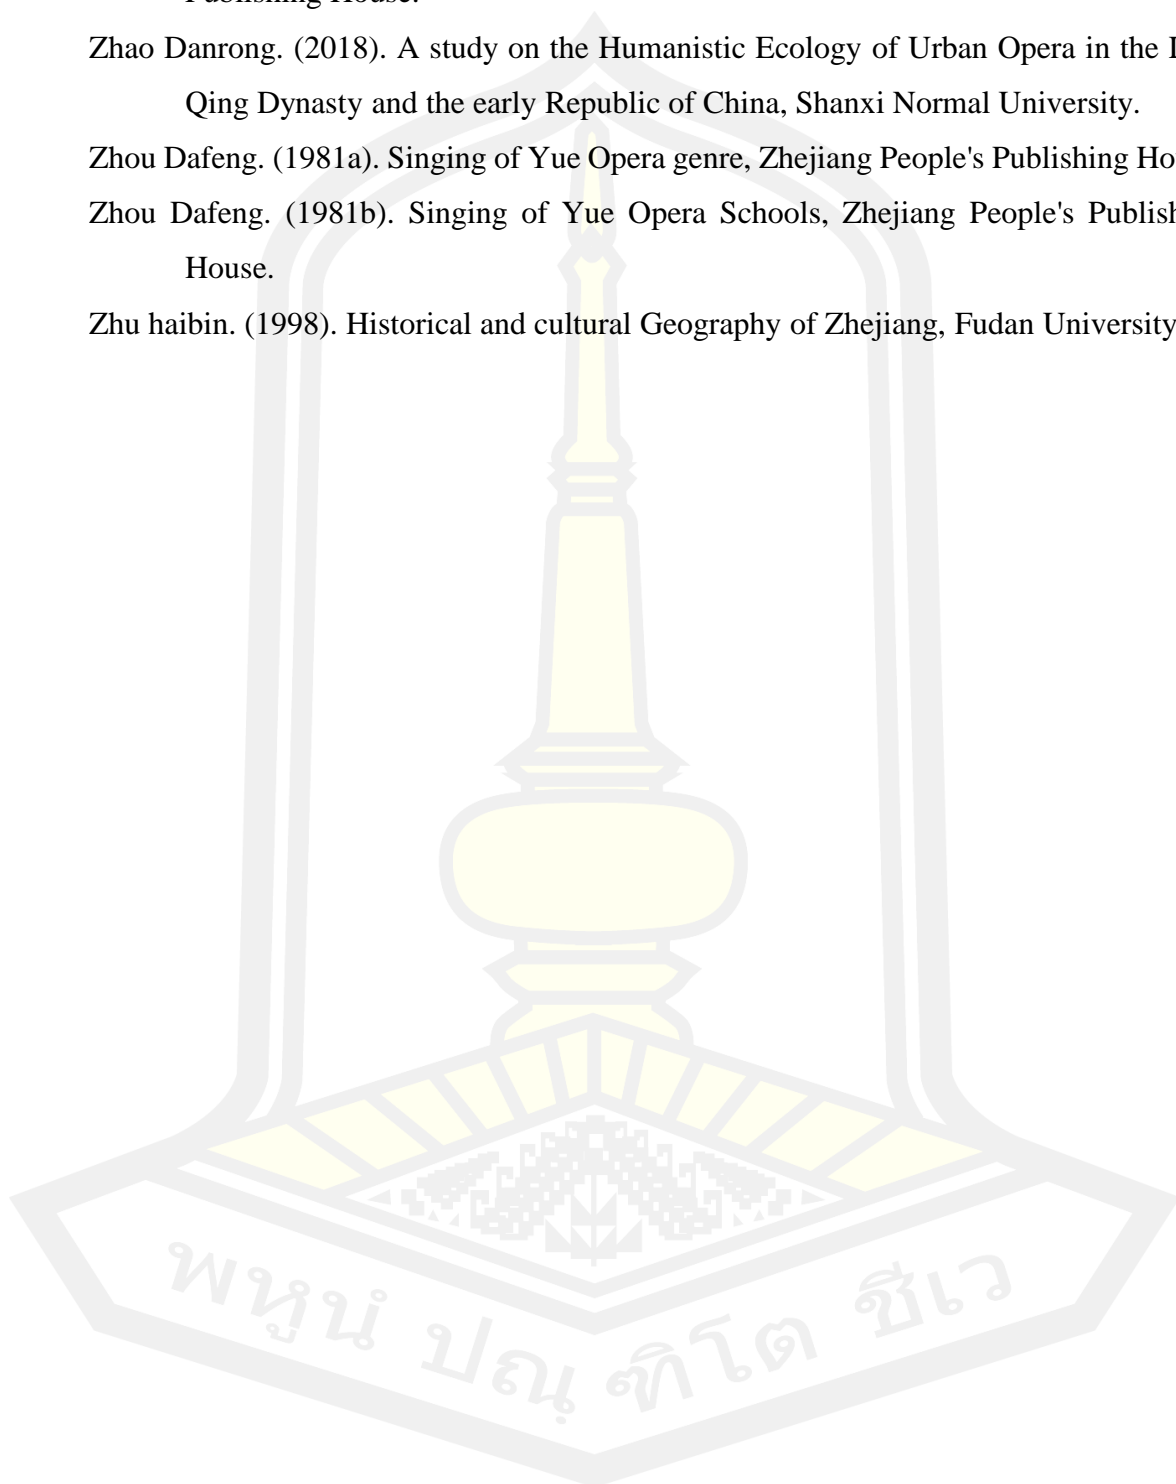 Publishing House.
Zhao Danrong. (2018). A study on the Humanistic Ecology of Urban Opera in the
Qing Dynasty and the early Republic of China, Shanxi Normal University.
Zhou Dafeng. (1981a). Singing of Yue Opera genre, Zhejiang People's Publishing
Zhou Dafeng. (1981b). Singing of Yue Opera Schools, Zhejiang People's
House.
Zhu haibin. (1998). Historical and cultural Geography of Zhejiang, Fudan University
พหูนํ ปณฺฑิโต ชีเว